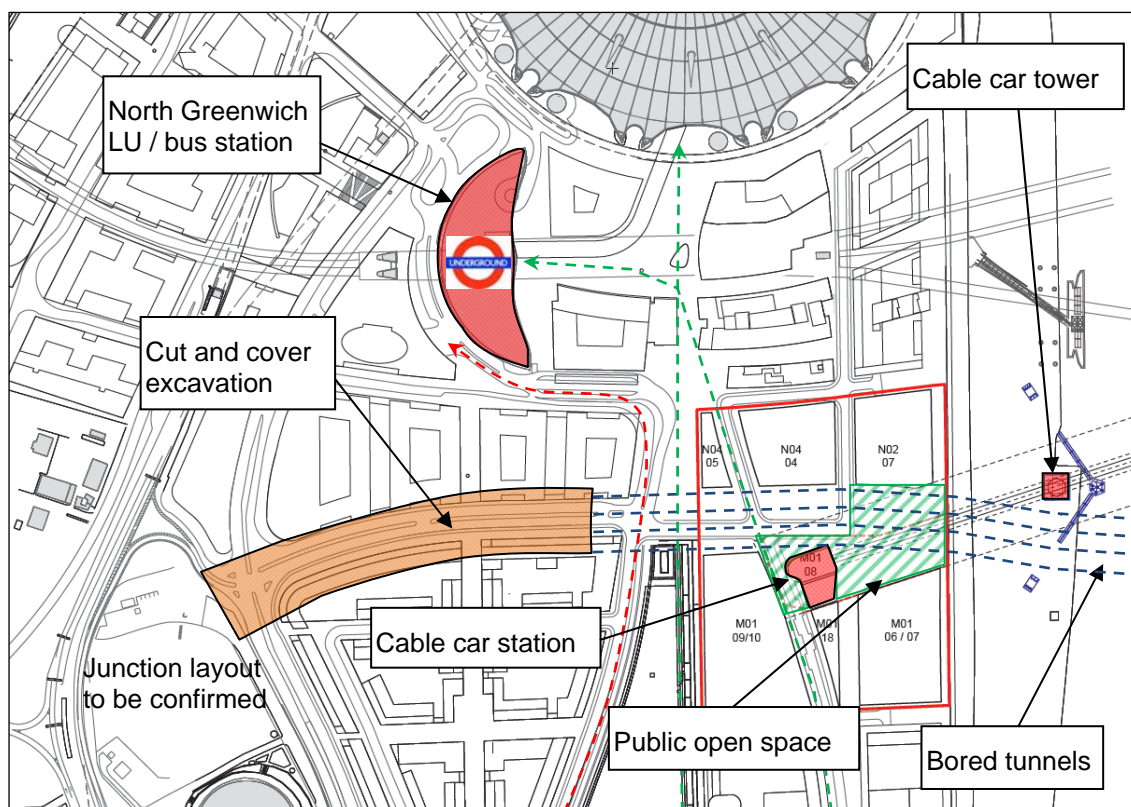 Cable car tower
North Greenwich
LU / bus station
UNDERGROUND
Cut and cover
excavation
N04
05
N04
04
N02
07
M01
08
Cable car station
M01
09/10
M01
06 / 07
18
Junction layout
to be confirmed
Public open space
Bored tunnels